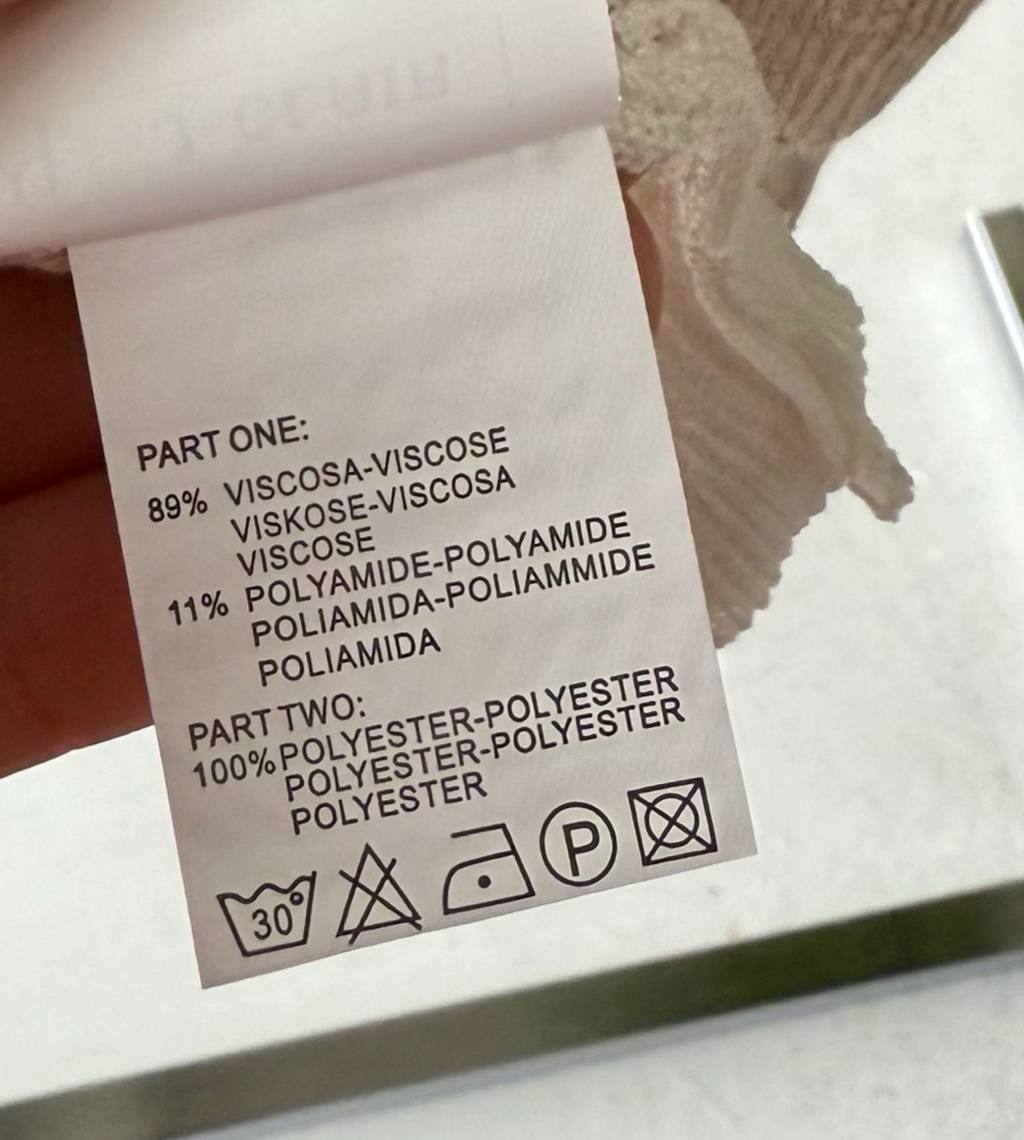 PART ONE:
89% VISCOSA-VISCOSE
VISKOSE-VISCOSA
VISCOSE
11% POLYAMIDE-POLYAMIDE
POLIAMIDA-POLIAMMIDE
POLIAMIDA
PART TWO:
100% POLYESTER-POLYESTER
POLYESTER-POLYESTER
POLYESTER
30° P